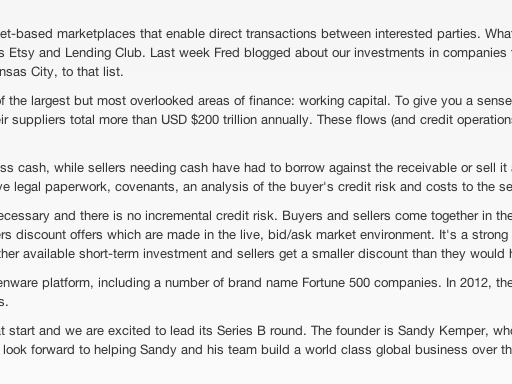 et-based marketplaces that enable direct transactions between interested parties. Wha
s Etsy and Lending Club. Last week Fred blogged about our investments in companies
nsas City, to that list.
of the largest but most overlooked areas of finance: working capital. To give you a sense
eir suppliers total more than USD $200 trillion annually. These flows (and credit operation
ss cash, while sellers needing cash have had to borrow against the receivable or sell it
ve legal paperwork, covenants, an analysis of the buyer's credit risk and costs to the se
ecessary and there is no incremental credit risk. Buyers and sellers come together in the
ers discount offers which are made in the live, bid/ask market environment. It's a strong
ther available short-term investment and sellers get a smaller discount than they would h
enware platform, including a number of brand name Fortune 500 companies. In 2012, the
s.
at start and we are excited to lead its Series B round. The founder is Sandy Kemper, who
look forward to helping Sandy and his team build a world class global business over th